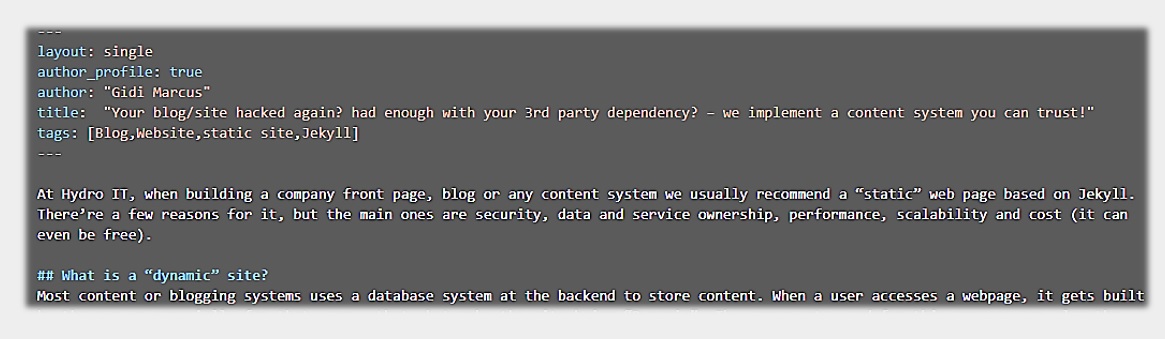 ---
layout: single
author_profile: true
author: "Gidi Marcus"
title:  "Your blog/site hacked again? had enough with your 3rd party dependency? – we implement a content system you can trust!"
tags: [Blog,Website,static site,Jekyll]
---
At Hydro IT, when building a company front page, blog or any content system we usually recommend a “static” web page based on Jekyll.
There’re a few reasons for it, but the main ones are security, data and service ownership, performance, scalability and cost (it can
even be free).
## What is a “dynamic” site?
Most content or blogging systems uses a database system at the backend to store content. When a user accesses a webpage, it gets built